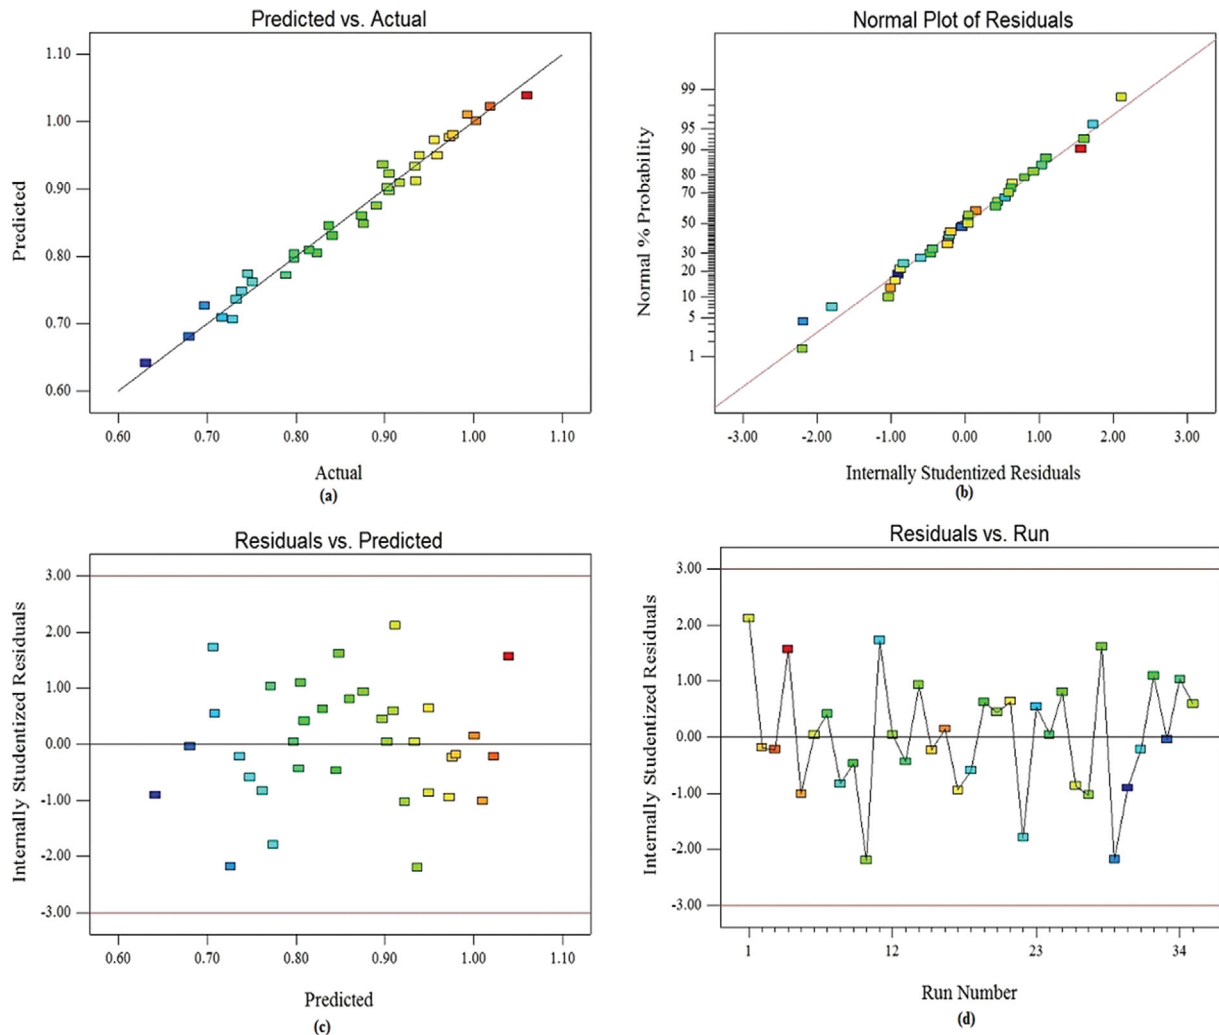 Predicted vs. Actual
Predicted
1.10
1.00
0.90
0.80
0.70
0.60
0.60 0.70 0.80 0.90 1.00 1.10
Actual
(a)
Normal Plot of Residuals
Normal % Probability
99
95
90
80
70
50
30
20
10
5
1
-3.00 -2.00 -1.00 0.00 1.00 2.00 3.00
Internally Studentized Residuals
(b)
Residuals vs. Predicted
Internally Studentized Residuals
3.00
2.00
1.00
0.00
-1.00
-2.00
-3.00
0.60 0.70 0.80 0.90 1.00 1.10
Predicted
(c)
Residuals vs. Run
Internally Studentized Residuals
3.00
2.00
1.00
0.00
-1.00
-2.00
-3.00
1 12 23 34
Run Number
(d)